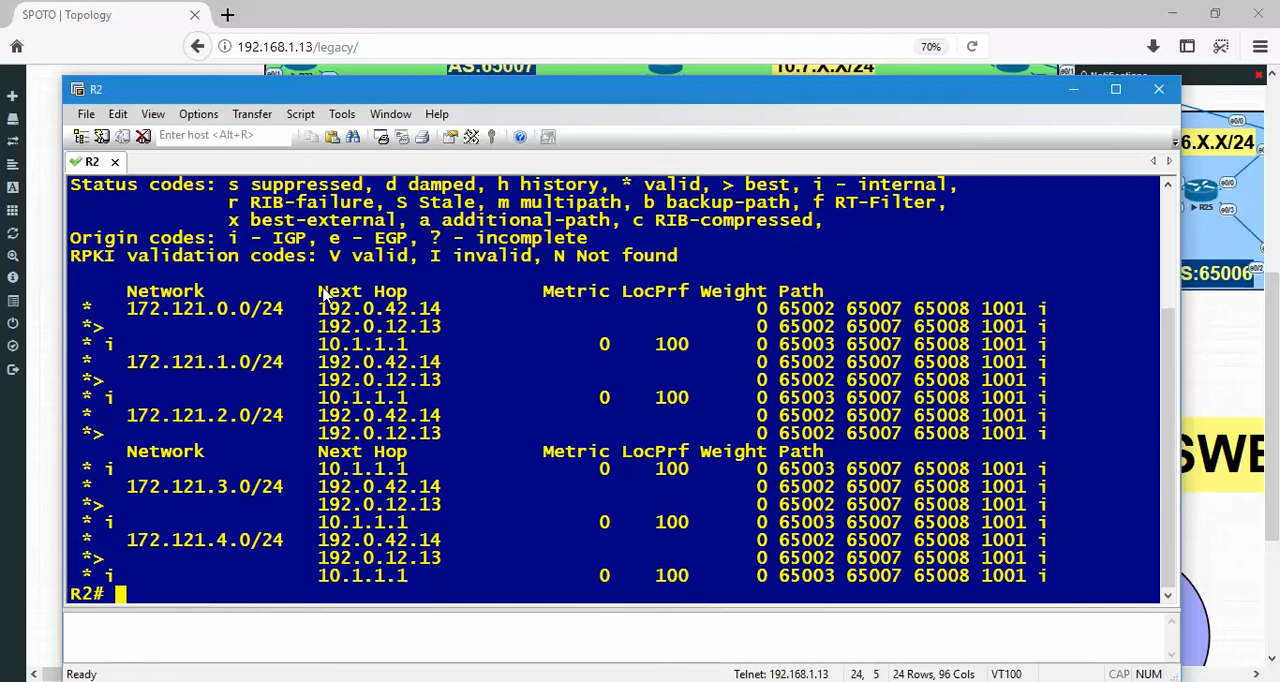 SPOTO | Topology
192.168.1.13/legacy/
70%
AS:65007
10.7.X.X/24
Notifications
R2
File Edit View Options Transfer Script Tools Window Help
Enter host <Alt+R>
R2
6.X.X/24
e0/0
e0/0
R25
e0/3
e0/2
S:65006
SWE
Status codes: s suppressed, d damped, h history, * valid, > best, i - internal,
r RIB-failure, S Stale, m multipath, b backup-path, f RT-Filter,
x best-external, a additional-path, c RIB-compressed,
Origin codes: i - IGP, e - EGP, ? - incomplete
RPKI validation codes: V valid, I invalid, N Not found
Network Next Hop Metric LocPrf Weight Path
* 172.121.0.0/24 192.0.42.14 0 65002 65007 65008 1001 i
*> 192.0.12.13 0 65002 65007 65008 1001 i
* i 10.1.1.1 0 100 0 65003 65007 65008 1001 i
* 172.121.1.0/24 192.0.42.14 0 65002 65007 65008 1001 i
*> 192.0.12.13 0 65002 65007 65008 1001 i
* i 10.1.1.1 0 100 0 65003 65007 65008 1001 i
* 172.121.2.0/24 192.0.42.14 0 65002 65007 65008 1001 i
*> 192.0.12.13 0 65002 65007 65008 1001 i
Network Next Hop Metric LocPrf Weight Path
* i 10.1.1.1 0 100 0 65003 65007 65008 1001 i
* 172.121.3.0/24 192.0.42.14 0 65002 65007 65008 1001 i
*> 192.0.12.13 0 65002 65007 65008 1001 i
* i 10.1.1.1 0 100 0 65003 65007 65008 1001 i
* 172.121.4.0/24 192.0.42.14 0 65002 65007 65008 1001 i
*> 192.0.12.13 0 65002 65007 65008 1001 i
* i 10.1.1.1 0 100 0 65003 65007 65008 1001 i
R2#
Ready Telnet: 192.168.1.13 24, 5 24 Rows, 96 Cols VT100 CAP NUM